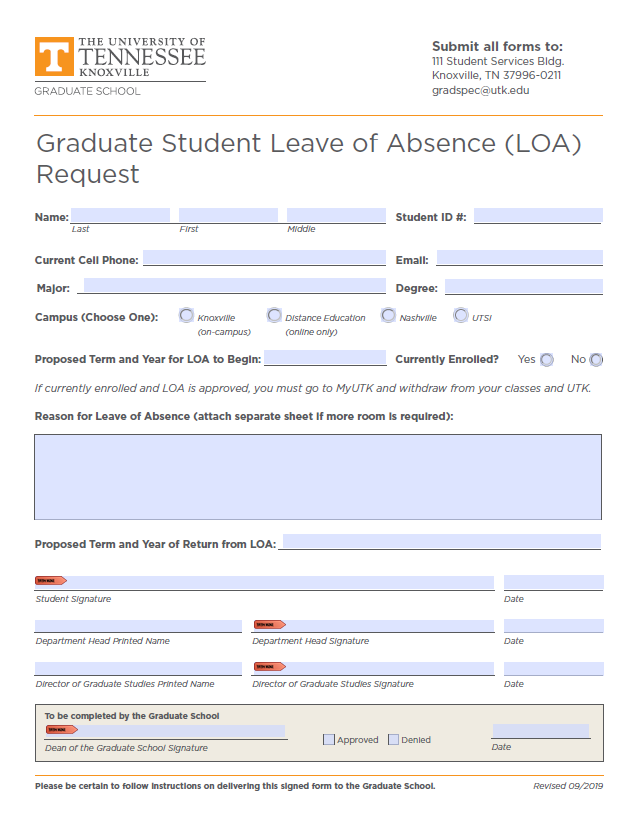 THE UNIVERSITY OF
TENNESSEE
KNOXVILLE
GRADUATE SCHOOL
Submit all forms to:
111 Student Services Bldg.
Knoxville, TN 37996-0211
gradspec@utk.edu
Graduate Student Leave of Absence (LOA)
Request
Name:
Student ID #:
Last First Middle
Current Cell Phone: Email:
Major: Degree:
Campus (Choose One): Knoxville Distance Education Nashville UTSI
(on-campus) (online only)
Proposed Term and Year for LOA to Begin: Currently Enrolled? Yes No
If currently enrolled and LOA is approved, you must go to MyUTK and withdraw from your classes and UTK.
Reason for Leave of Absence (attach separate sheet if more room is required):
Proposed Term and Year of Return from LOA:
Student Signature Date
Department Head Printed Name Department Head Signature Date
Director of Graduate Studies Printed Name Director of Graduate Studies Signature Date
To be completed by the Graduate School
Approved Denied
Dean of the Graduate School Signature Date
Please be certain to follow instructions on delivering this signed form to the Graduate School. Revised 09/2019